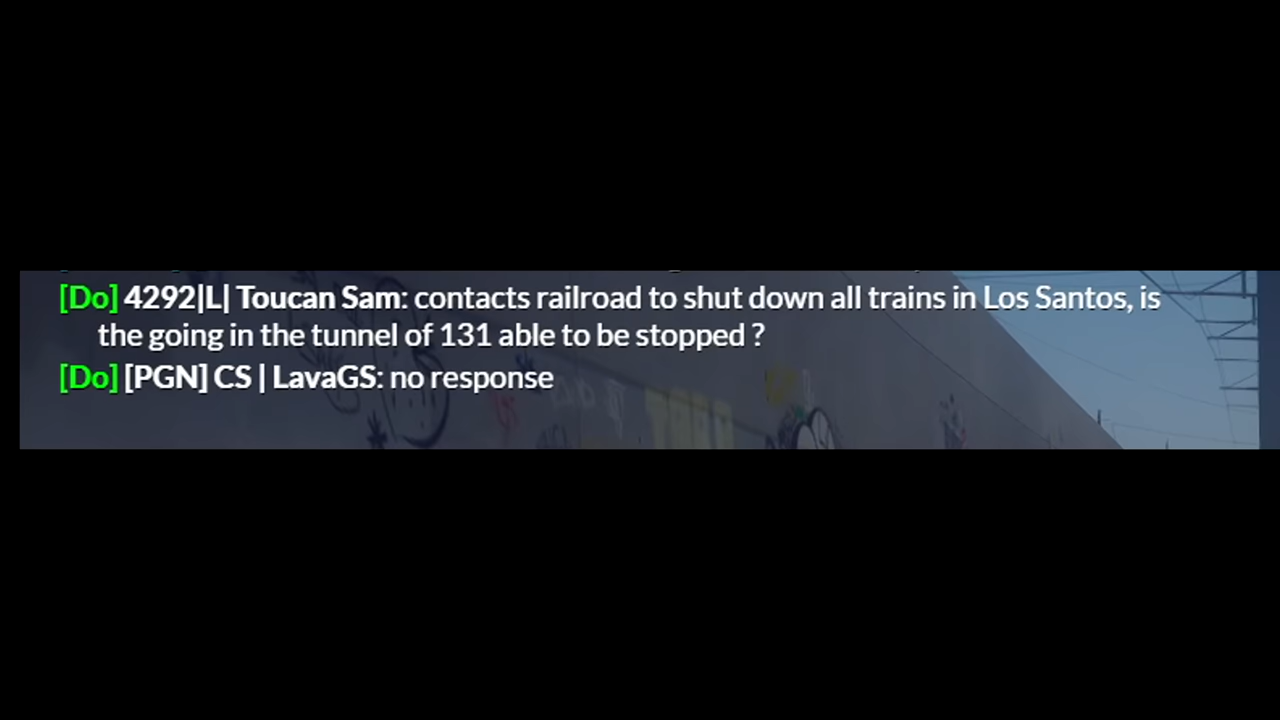 [Do] 4292|L| Toucan Sam: contacts railroad to shut down all trains in Los Santos, is
the going in the tunnel of 131 able to be stopped ?
[Do] [PGN] CS | LavaGS: no response